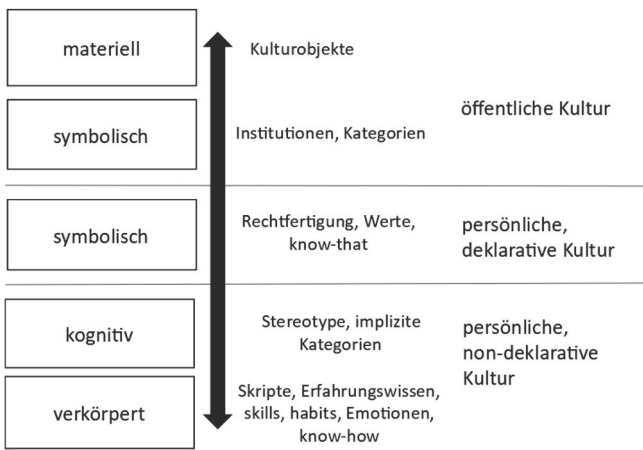 materiell
Kulturobjekte
öffentliche Kultur
symbolisch
Institutionen, Kategorien
symbolisch
Rechtfertigung, Werte,
know-that
persönliche,
deklarative Kultur
kognitiv
Stereotype, implizite
Kategorien
persönliche,
non-deklarative
Kultur
verkörpert
Skripte, Erfahrungswissen,
skills, habits, Emotionen,
know-how